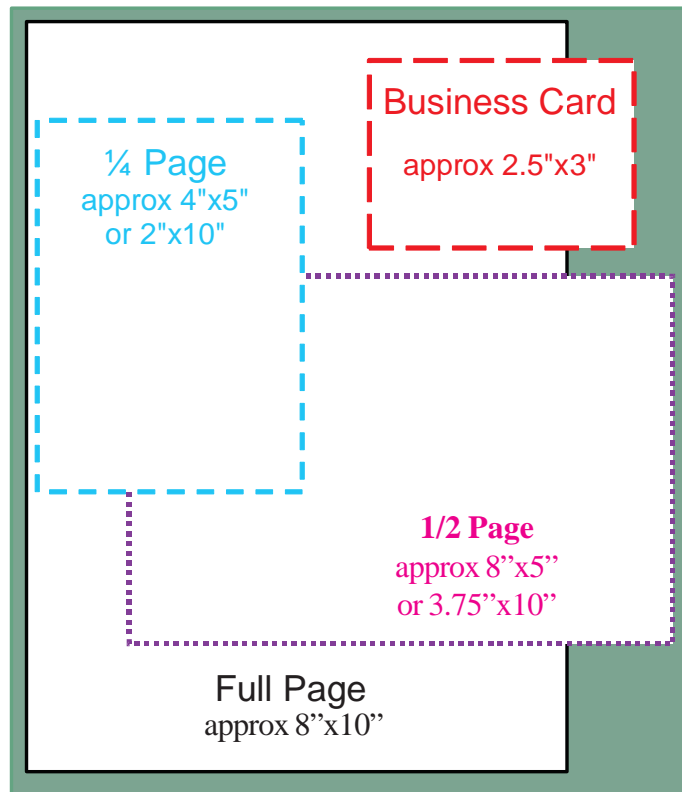 Business Card
approx 2.5"x3"
¼ Page
approx 4"x5"
or 2"x10"
1/2 Page
approx 8”x5”
or 3.75”x10”
Full Page
approx 8”x10”